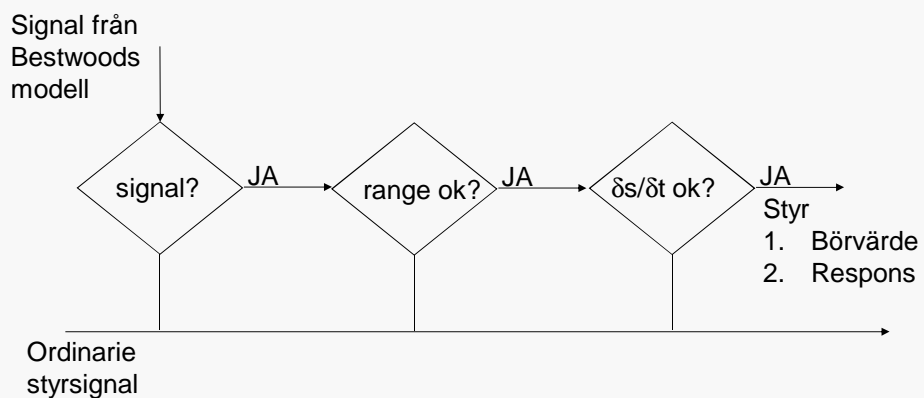 Signal från
Bestwoods
modell
signal?
JA
range ok?
JA
δs/δt ok?
JA
Styr
1. Börvärde
2. Respons
Ordinarie
styrsignal